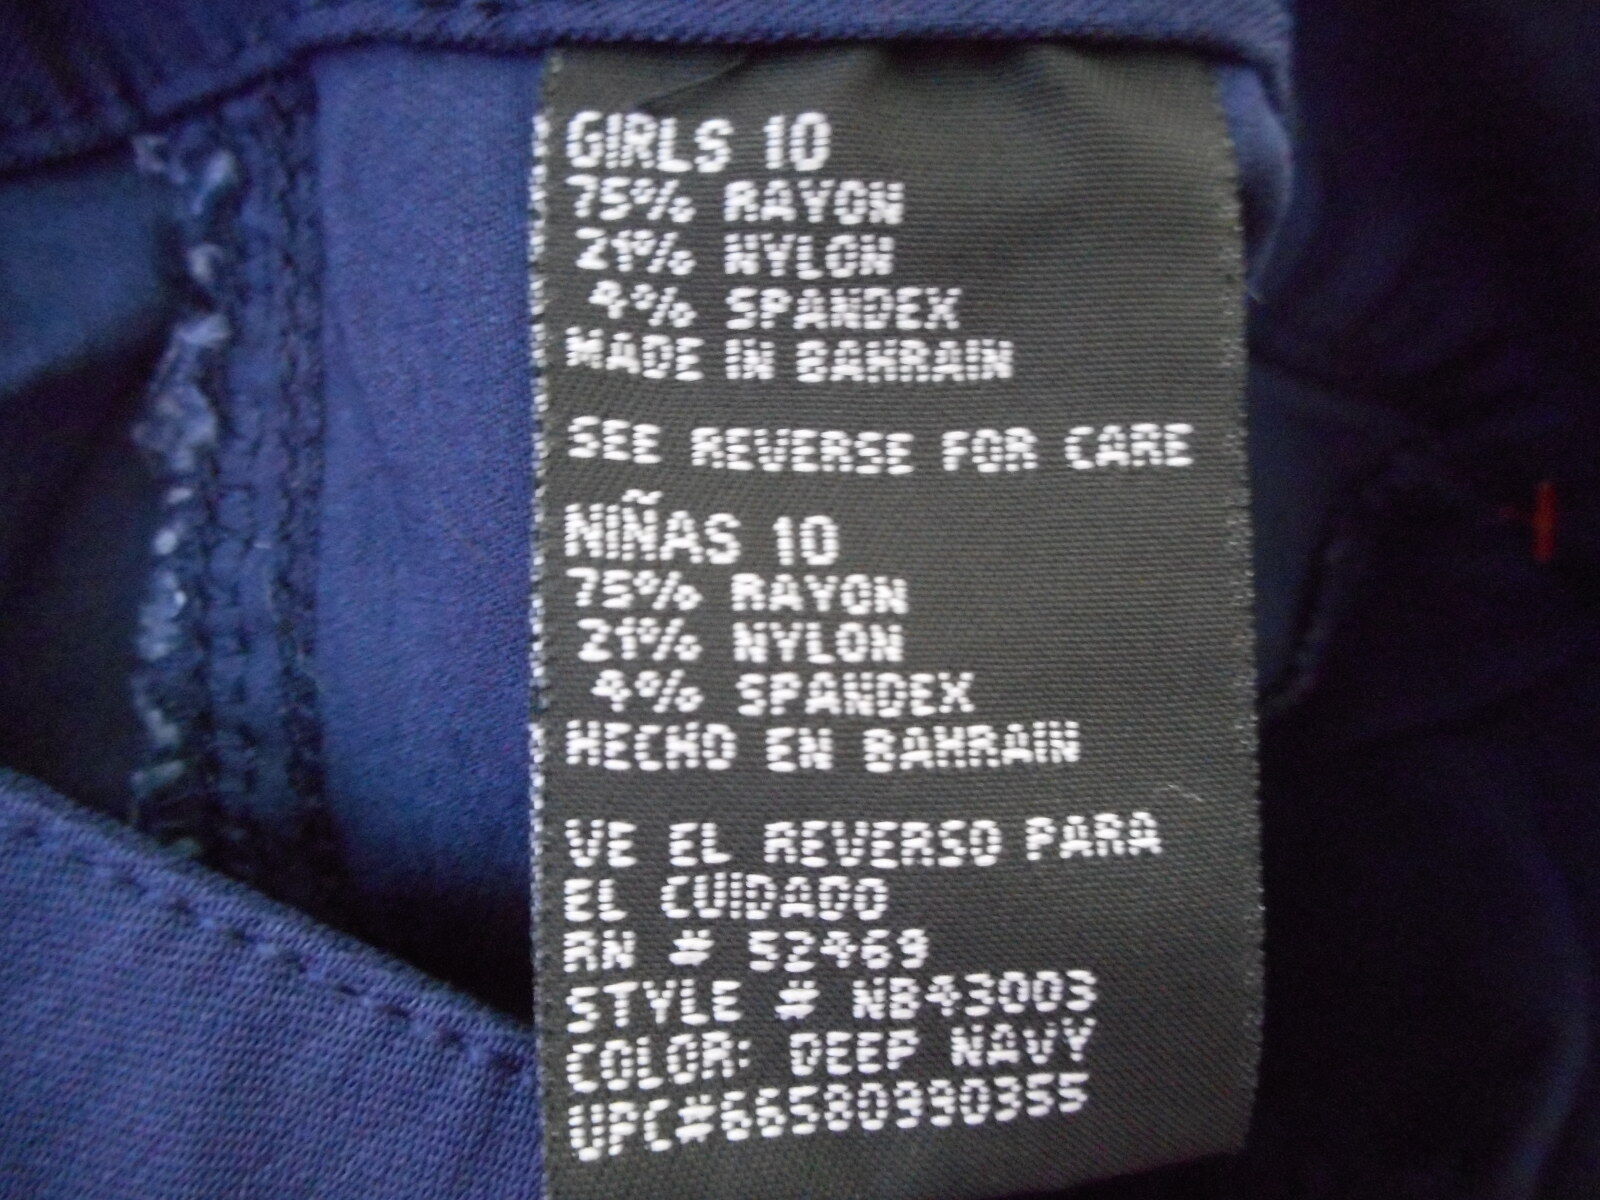 GIRLS 10
75% RAYON
21% NYLON
4% SPANDEX
MADE IN BAHRAIN
SEE REVERSE FOR CARE
NIÑAS 10
75% RAYON
21% NYLON
4% SPANDEX
HECHO EN BAHRAIN
VE EL REVERSO PARA
EL CUIDADO
RN # 52469
STYLE # NB43003
COLOR: DEEP NAVY
UPC#66580990355